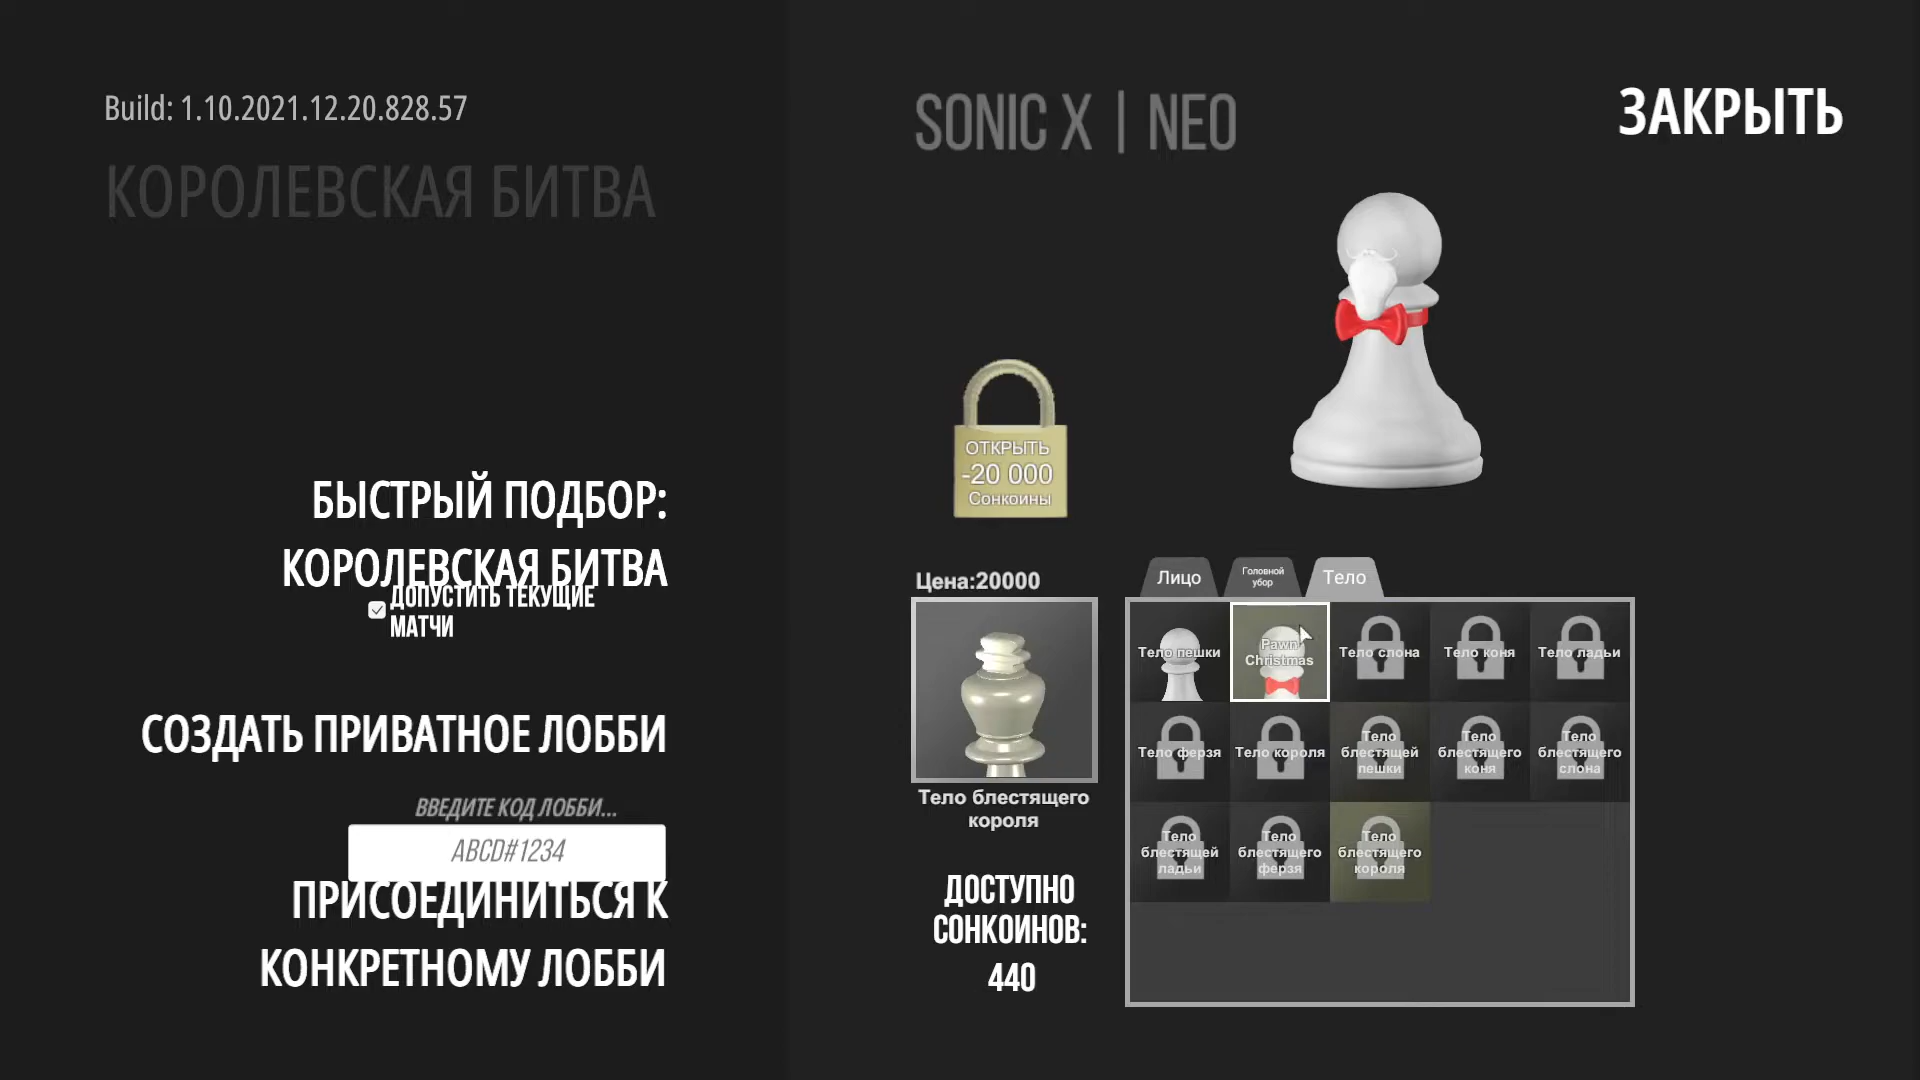 Build: 1.10.2021.12.20.828.57
КОРОЛЕВСКАЯ БИТВА
БЫСТРЫЙ ПОДБОР:
КОРОЛЕВСКАЯ БИТВА
ДОПУСТИТЬ ТЕКУЩИЕ
МАТЧИ
СОЗДАТЬ ПРИВАТНОЕ ЛОББИ
ВВЕДИТЕ КОД ЛОББИ...
ABCD#1234
ПРИСОЕДИНИТЬСЯ К
КОНКРЕТНОМУ ЛОББИ
SONIC X | NEO
ЗАКРЫТЬ
ОТКРЫТЬ
-20 000
Сонкоины
Цена:20000
Тело блестящего
короля
ДОСТУПНО
СОНКОИНОВ:
440
Лицо
Головной
убор
Тело
Тело пешки
Pawn
Christmas
Тело слона
Тело коня
Тело ладьи
Тело ферзя
Тело короля
Тело
блестящей
пешки
Тело
блестящего
коня
Тело
блестящего
слона
Тело
блестящей
ладьи
Тело
блестящего
ферзя
Тело
блестящего
короля